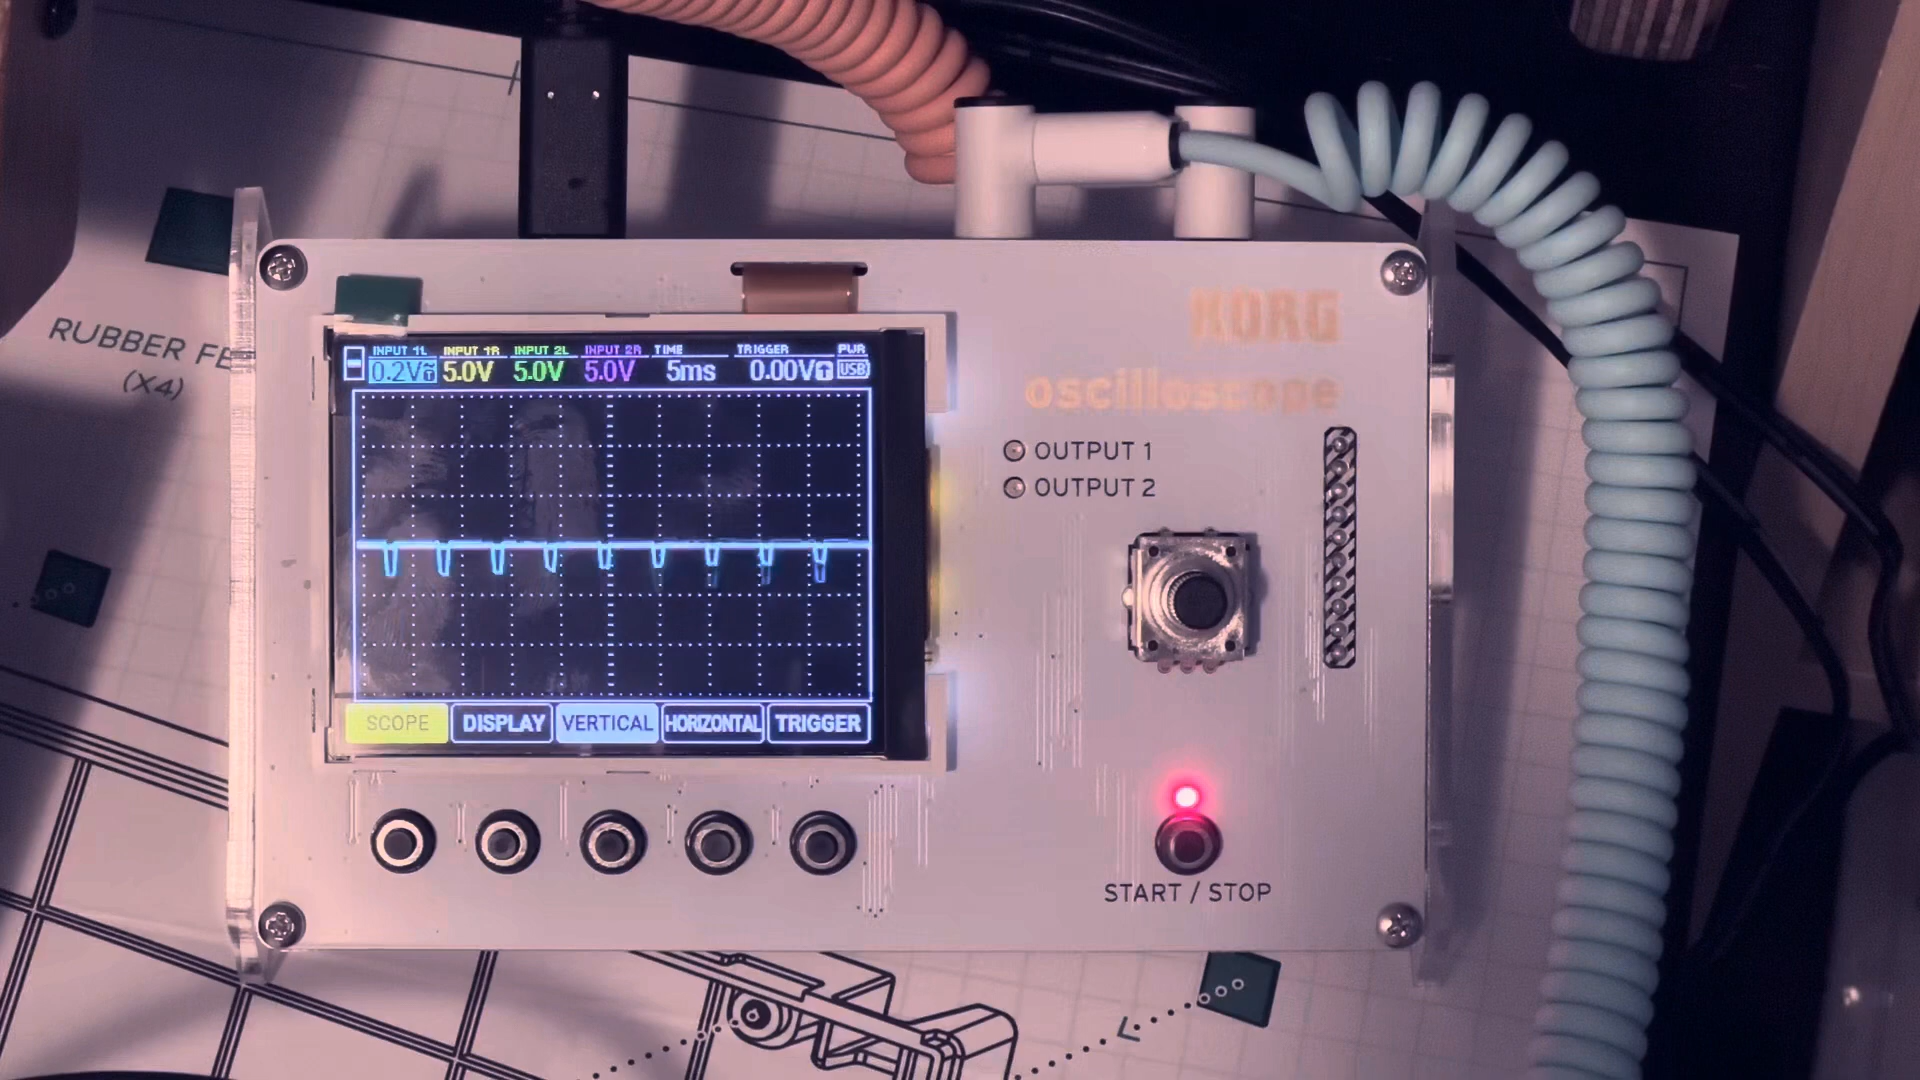 RUBBER FE
(X4)
INPUT 1L INPUT 1R INPUT 2L INPUT 2R TIME TRIGGER PWR
0.2V 5.0V 5.0V 5.0V 5ms 0.00V USB
SCOPE DISPLAY VERTICAL HORIZONTAL TRIGGER
KORG
oscilloscope
OUTPUT 1
OUTPUT 2
START / STOP